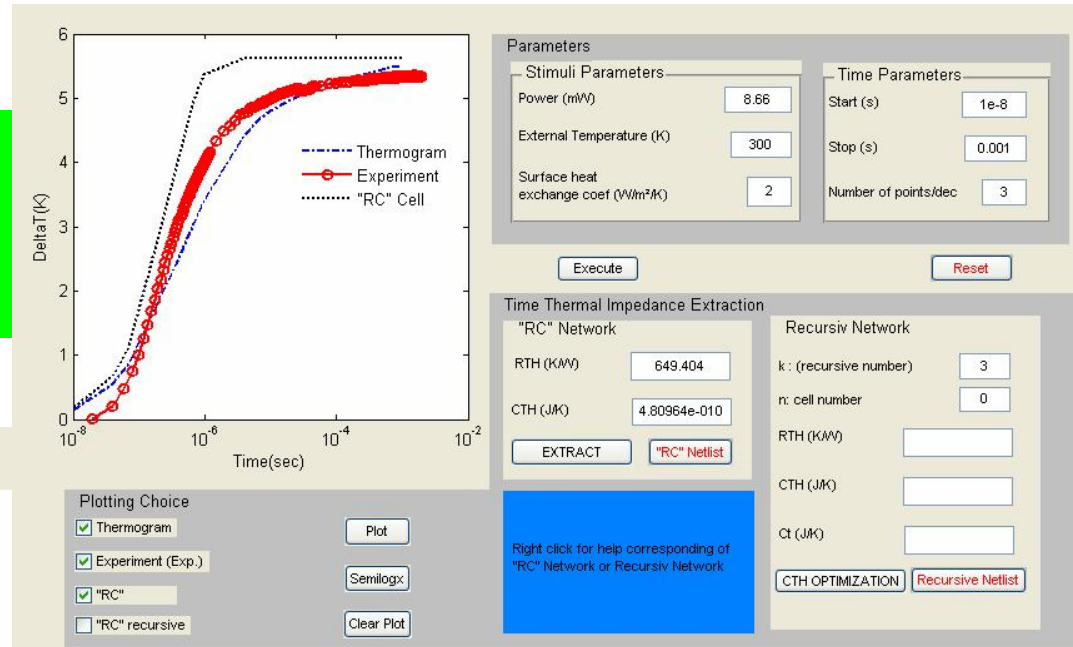 6
5
4
3
2
1
0
10-8
10-6
10-4
10-2
DeltaT(K)
Time(sec)
Thermogram
Experiment
"RC" Cell
Parameters
Stimuli Parameters
Power (mW)
8.66
External Temperature (K)
300
Surface heat
exchange coef (W/m²/K)
2
Time Parameters
Start (s)
1e-8
Stop (s)
0.001
Number of points/dec
3
Execute
Reset
Time Thermal Impedance Extraction
"RC" Network
RTH (K/W)
649.404
CTH (J/K)
4.80964e-010
EXTRACT
"RC" Netlist
Recursiv Network
k : (recursive number)
3
n: cell number
0
RTH (K/W)
CTH (J/K)
Ct (J/K)
CTH OPTIMIZATION
Recursive Netlist
Plotting Choice
Thermogram
Experiment (Exp.)
"RC"
"RC" recursive
Plot
Semilogx
Clear Plot
Right click for help corresponding of
"RC" Network or Recursiv Network